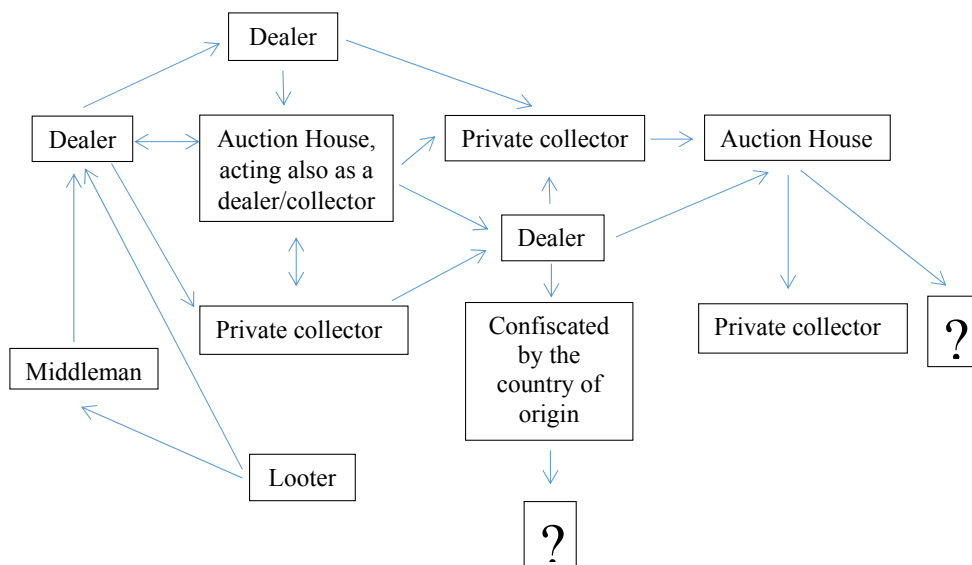 Dealer
Dealer
Auction House,
acting also as a
dealer/collector
Private collector
Auction House
Dealer
Private collector
Confiscated
by the
country of
origin
Private collector
?
Middleman
Looter
?